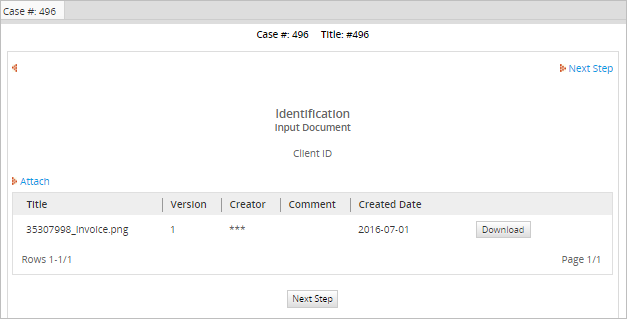 Case #: 496
Case #: 496 Title: #496
Next Step
Identification
Input Document
Client ID
Attach
Title Version Creator Comment Created Date
35307998_invoice.png 1 *** 2016-07-01 Download
Rows 1-1/1 Page 1/1
Next Step